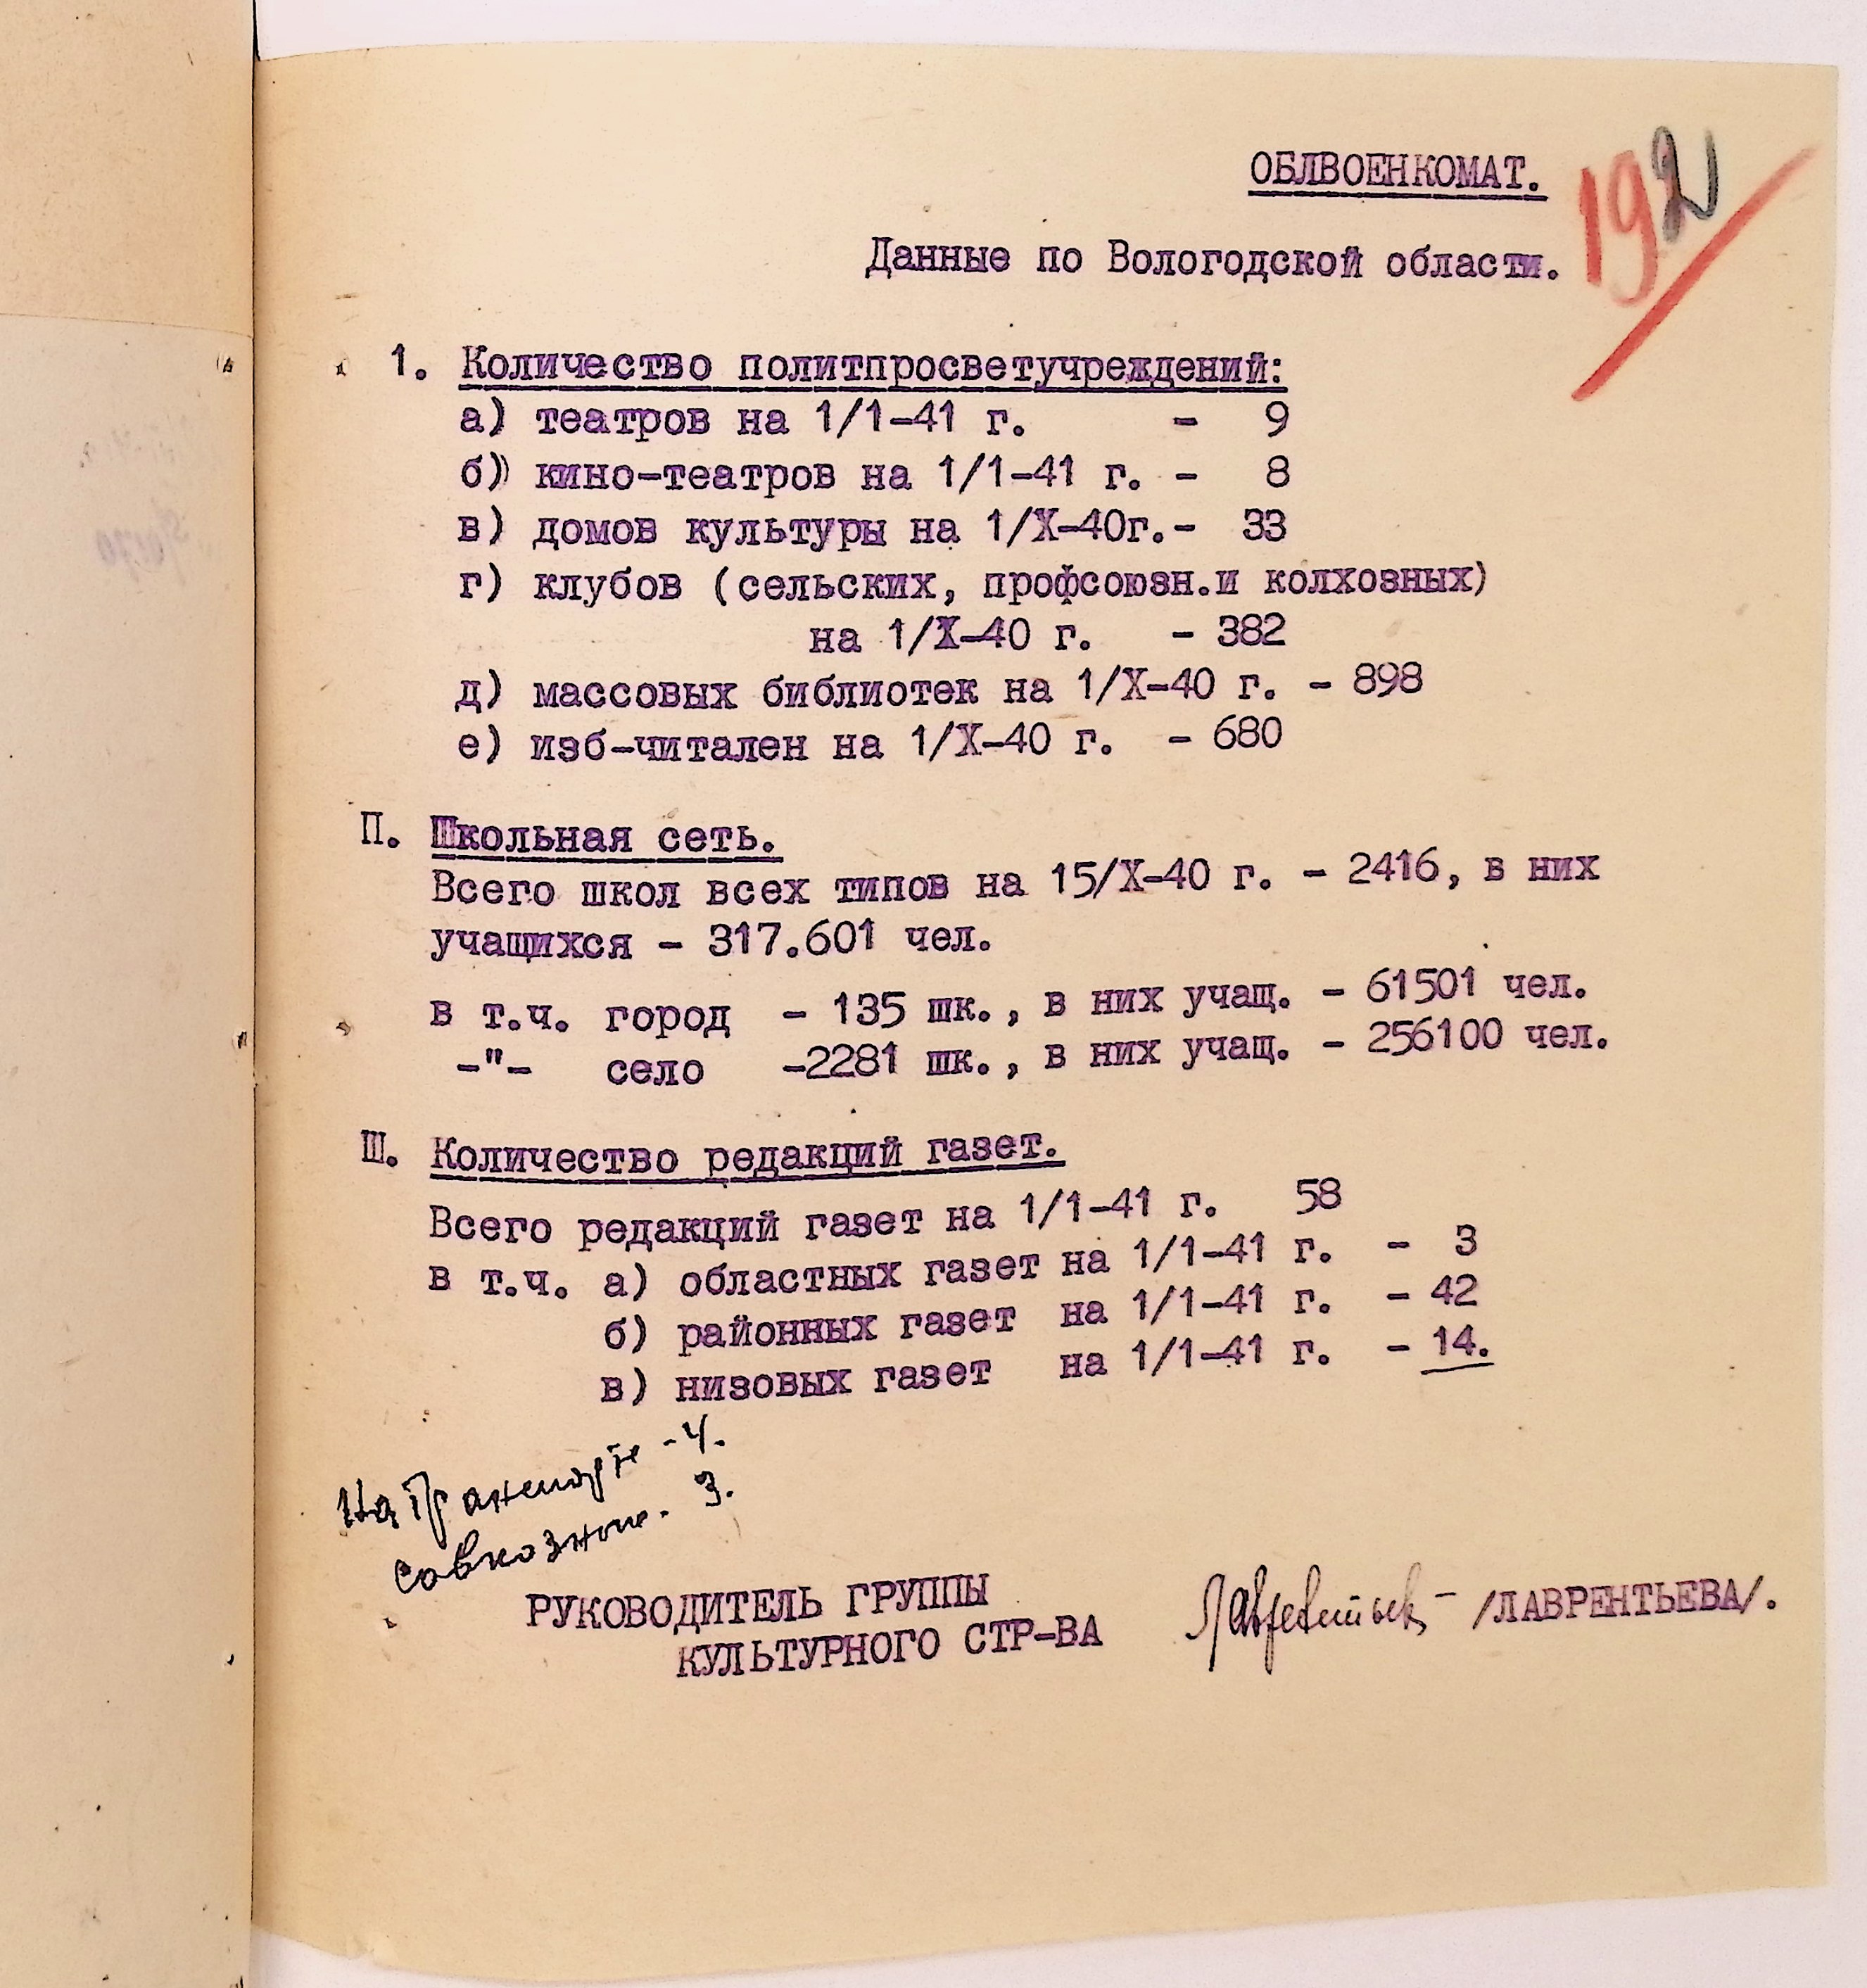 ОБЛВОЕНКОМАТ.
192
Данные по Вологодской области.
1. Количество политпросветучреждений:
а) театров на 1/1-41 г. - 9
б) кино-театров на 1/1-41 г. - 8
в) домов культуры на 1/X-40г.- 33
г) клубов (сельских, профсоюзн.и колхозных)
на 1/X-40 г. - 382
д) массовых библиотек на 1/X-40 г. - 898
е) изб-читален на 1/X-40 г. - 680
П. Школьная сеть.
Всего школ всех типов на 15/X-40 г. - 2416, в них
учащихся - 317.601 чел.
в т.ч. город - 135 шк., в них учащ. - 61501 чел.
-"- село -2281 шк., в них учащ. - 256100 чел.
Ш. Количество редакций газет.
Всего редакций газет на 1/1-41 г. 58
в т.ч. а) областных газет на 1/1-41 г. - 3
б) районных газет на 1/1-41 г. - 42
в) низовых газет на 1/1-41 г. - 14.
На транспорте - 4.
совхозные - 3.
РУКОВОДИТЕЛЬ ГРУППЫ
КУЛЬТУРНОГО СТР-ВА Лаврентьева /ЛАВРЕНТЬЕВА/.